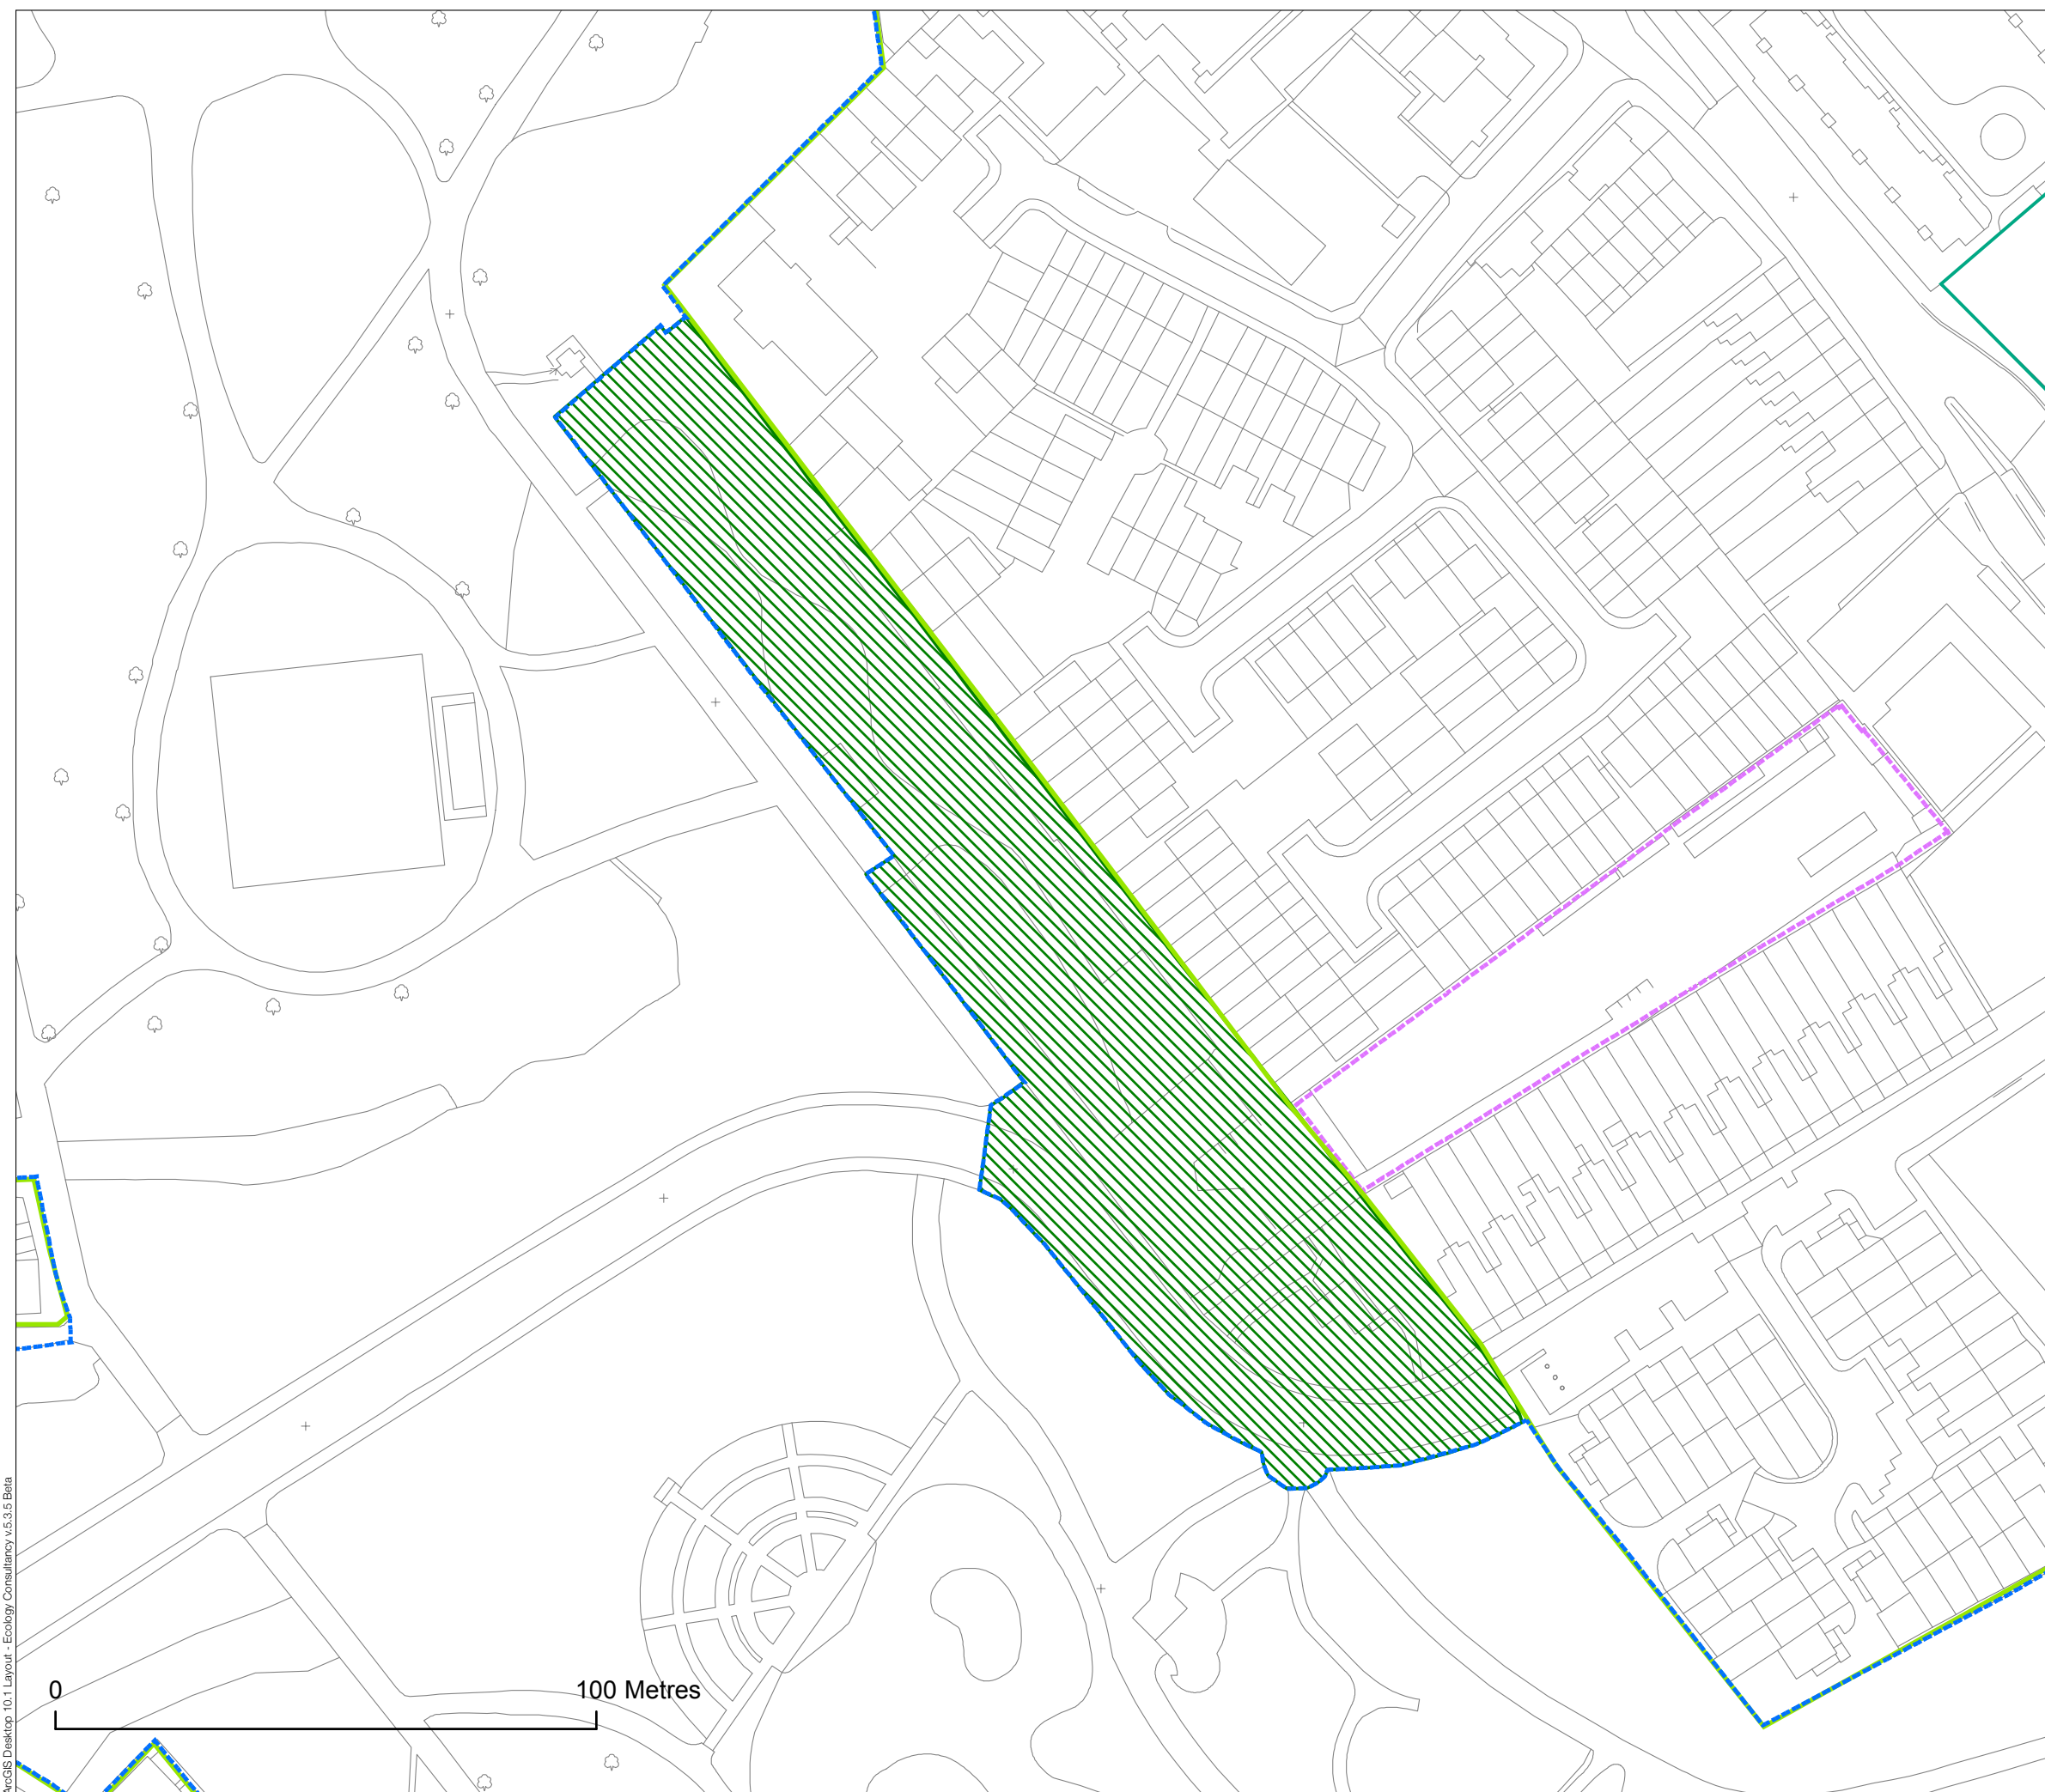 0
100 Metres
ArcGIS Desktop 10.1 Layout - Ecology Consultancy v.5.3.5 Beta